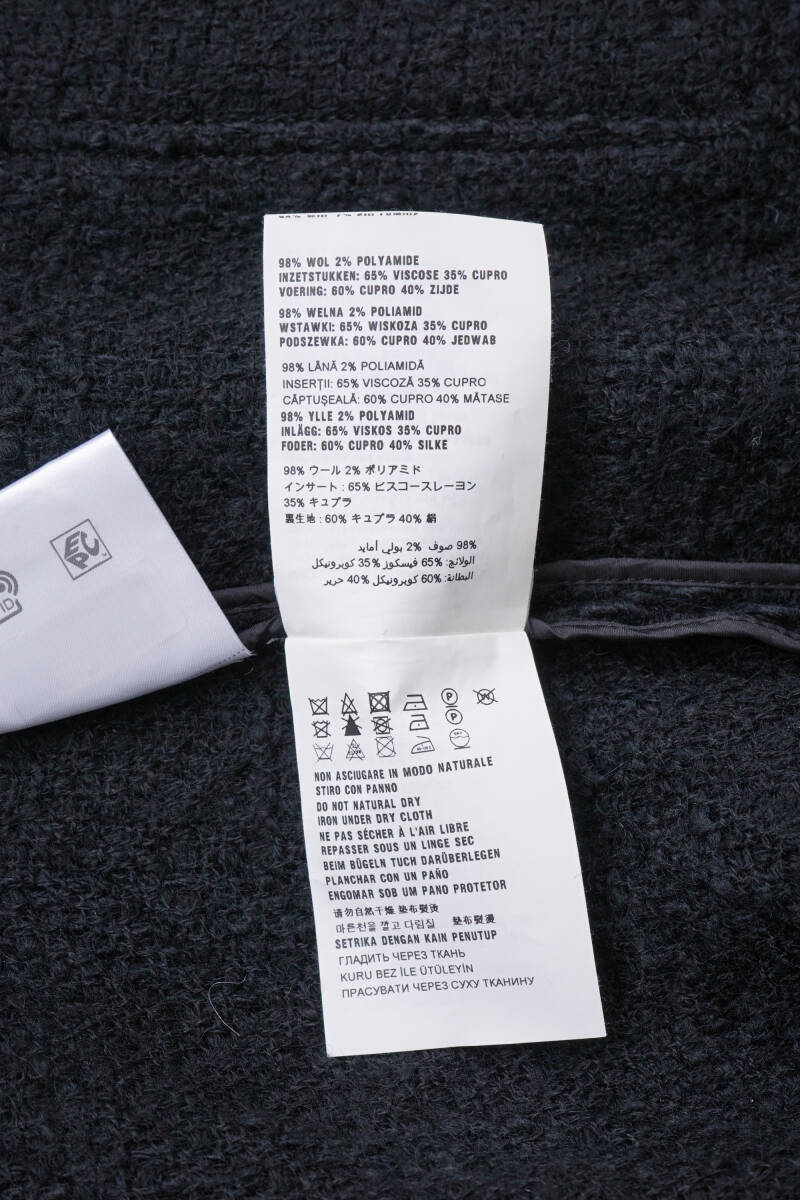 98% WOL 2% POLYAMIDE
INZETSTUKKEN: 65% VISCOSE 35% CUPRO
VOERING: 60% CUPRO 40% ZIJDE
98% WELNA 2% POLIAMID
WSTAWKI: 65% WISKOZA 35% CUPRO
PODSZEWKA: 60% CUPRO 40% JEDWAB
98% LÂNĂ 2% POLIAMIDĂ
INSERȚII: 65% VISCOZĂ 35% CUPRO
CĂPTUȘEALĂ: 60% CUPRO 40% MĂTASE
98% YLLE 2% POLYAMID
INLÄGG: 65% VISKOS 35% CUPRO
FODER: 60% CUPRO 40% SILKE
98% ウール 2% ポリアミド
インサート : 65% ビスコースレーヨン
35% キュプラ
裏生地 : 60% キュプラ 40% 絹
98% صوف 2% بولي أمايد
الولائج: 65% فيسكوز 35% كوبرونيكل
البطانة: 60% كوبرونيكل 40% حرير
EPC
ID
P
P
NON ASCIUGARE IN MODO NATURALE
STIRO CON PANNO
DO NOT NATURAL DRY
IRON UNDER DRY CLOTH
NE PAS SÉCHER À L'AIR LIBRE
REPASSER SOUS UN LINGE SEC
BEIM BÜGELN TUCH DARÜBERLEGEN
PLANCHAR CON UN PAÑO
ENGOMAR SOB UM PANO PROTETOR
请勿自然干燥 垫布熨烫
마른천을 깔고 다림질 墊布熨燙
SETRIKA DENGAN KAIN PENUTUP
ГЛАДИТЬ ЧЕРЕЗ ТКАНЬ
KURU BEZ İLE ÜTÜLEYİN
ПРАСУВАТИ ЧЕРЕЗ СУХУ ТКАНИНУ